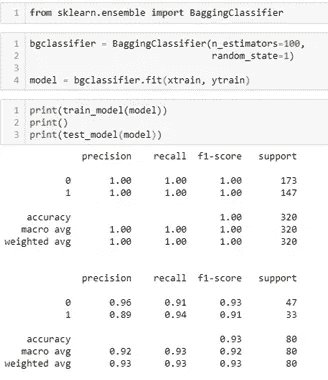 1 from sklearn.ensemble import BaggingClassifier
1 bgclassifier = BaggingClassifier(n_estimators=100,
2 random_state=1)
3
4 model = bgclassifier.fit(xtrain, ytrain)
1 print(train_model(model))
2 print()
3 print(test_model(model))
precision recall f1-score support
0 1.00 1.00 1.00 173
1 1.00 1.00 1.00 147
accuracy 1.00 320
macro avg 1.00 1.00 1.00 320
weighted avg 1.00 1.00 1.00 320
precision recall f1-score support
0 0.96 0.91 0.93 47
1 0.89 0.94 0.91 33
accuracy 0.93 80
macro avg 0.92 0.93 0.92 80
weighted avg 0.93 0.93 0.93 80